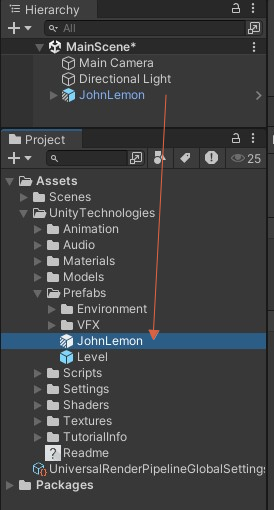 Hierarchy
All
MainScene*
Main Camera
Directional Light
JohnLemon
Project
25
Assets
Scenes
UnityTechnologies
Animation
Audio
Materials
Models
Prefabs
Environment
VFX
JohnLemon
Level
Scripts
Settings
Shaders
Textures
TutorialInfo
Readme
UniversalRenderPipelineGlobalSettings
Packages